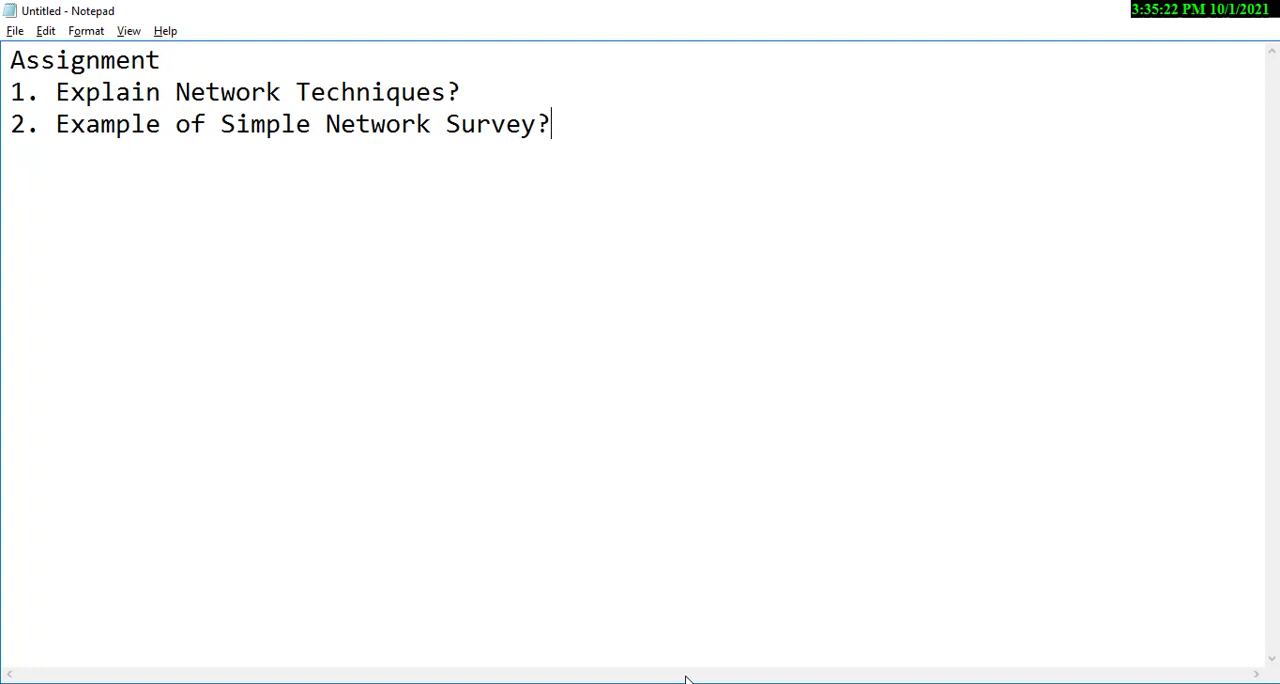 Untitled - Notepad
3:35:22 PM 10/1/2021
File Edit Format View Help
Assignment
1. Explain Network Techniques?
2. Example of Simple Network Survey?